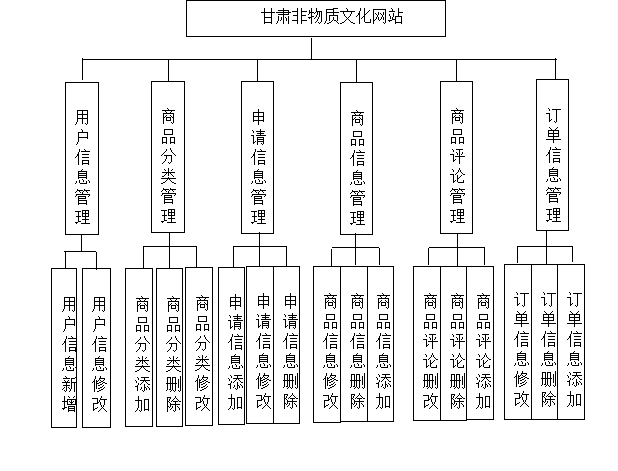 甘肃非物质文化网站
用户信息管理
商品分类管理
申请信息管理
商品信息管理
商品评论管理
订单信息管理
用户信息新增
用户信息修改
商品分类添加
商品分类删除
商品分类修改
申请信息添加
申请信息修改
申请信息删除
商品信息修改
商品信息删除
商品信息添加
商品评论删改
商品评论删除
商品评论添加
订单信息修改
订单信息删除
订单信息添加